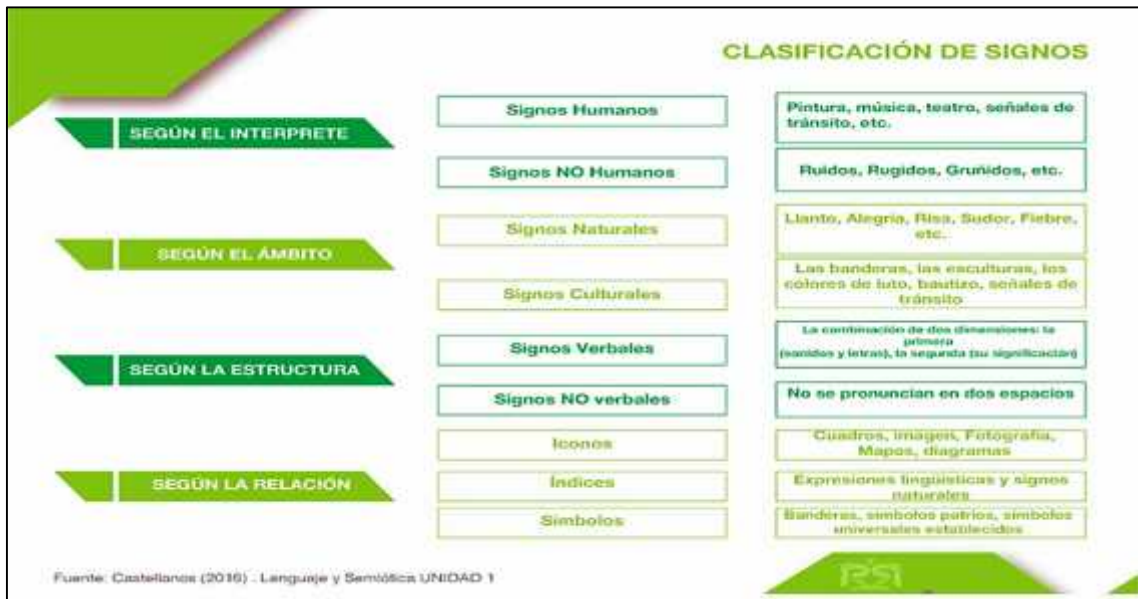 CLASIFICACIÓN DE SIGNOS
SEGÚN EL INTERPRETE
Signos Humanos
Pintura, música, teatro, señales de
tránsito, etc.
Signos NO Humanos
Ruidos, Rugidos, Gruñidos, etc.
SEGÚN EL ÁMBITO
Signos Naturales
Llanto, Alegría, Risa, Sudor, Fiebre,
etc.
Signos Culturales
Las banderas, las esculturas, los
colores de luto, bautizo, señales de
tránsito
SEGÚN LA ESTRUCTURA
Signos Verbales
La combinación de dos dimensiones: la
primera
(sonidos y letras), la segunda (su significación)
Signos NO verbales
No se pronuncian en dos espacios
SEGÚN LA RELACIÓN
Iconos
Cuadros, imagen, Fotografía,
Mapas, diagramas
Índices
Expresiones lingüísticas y signos
naturales
Símbolos
Banderas, símbolos patrios, símbolos
universales establecidos
Fuente: Castellanos (2016) . Lenguaje y Semiótica UNIDAD 1